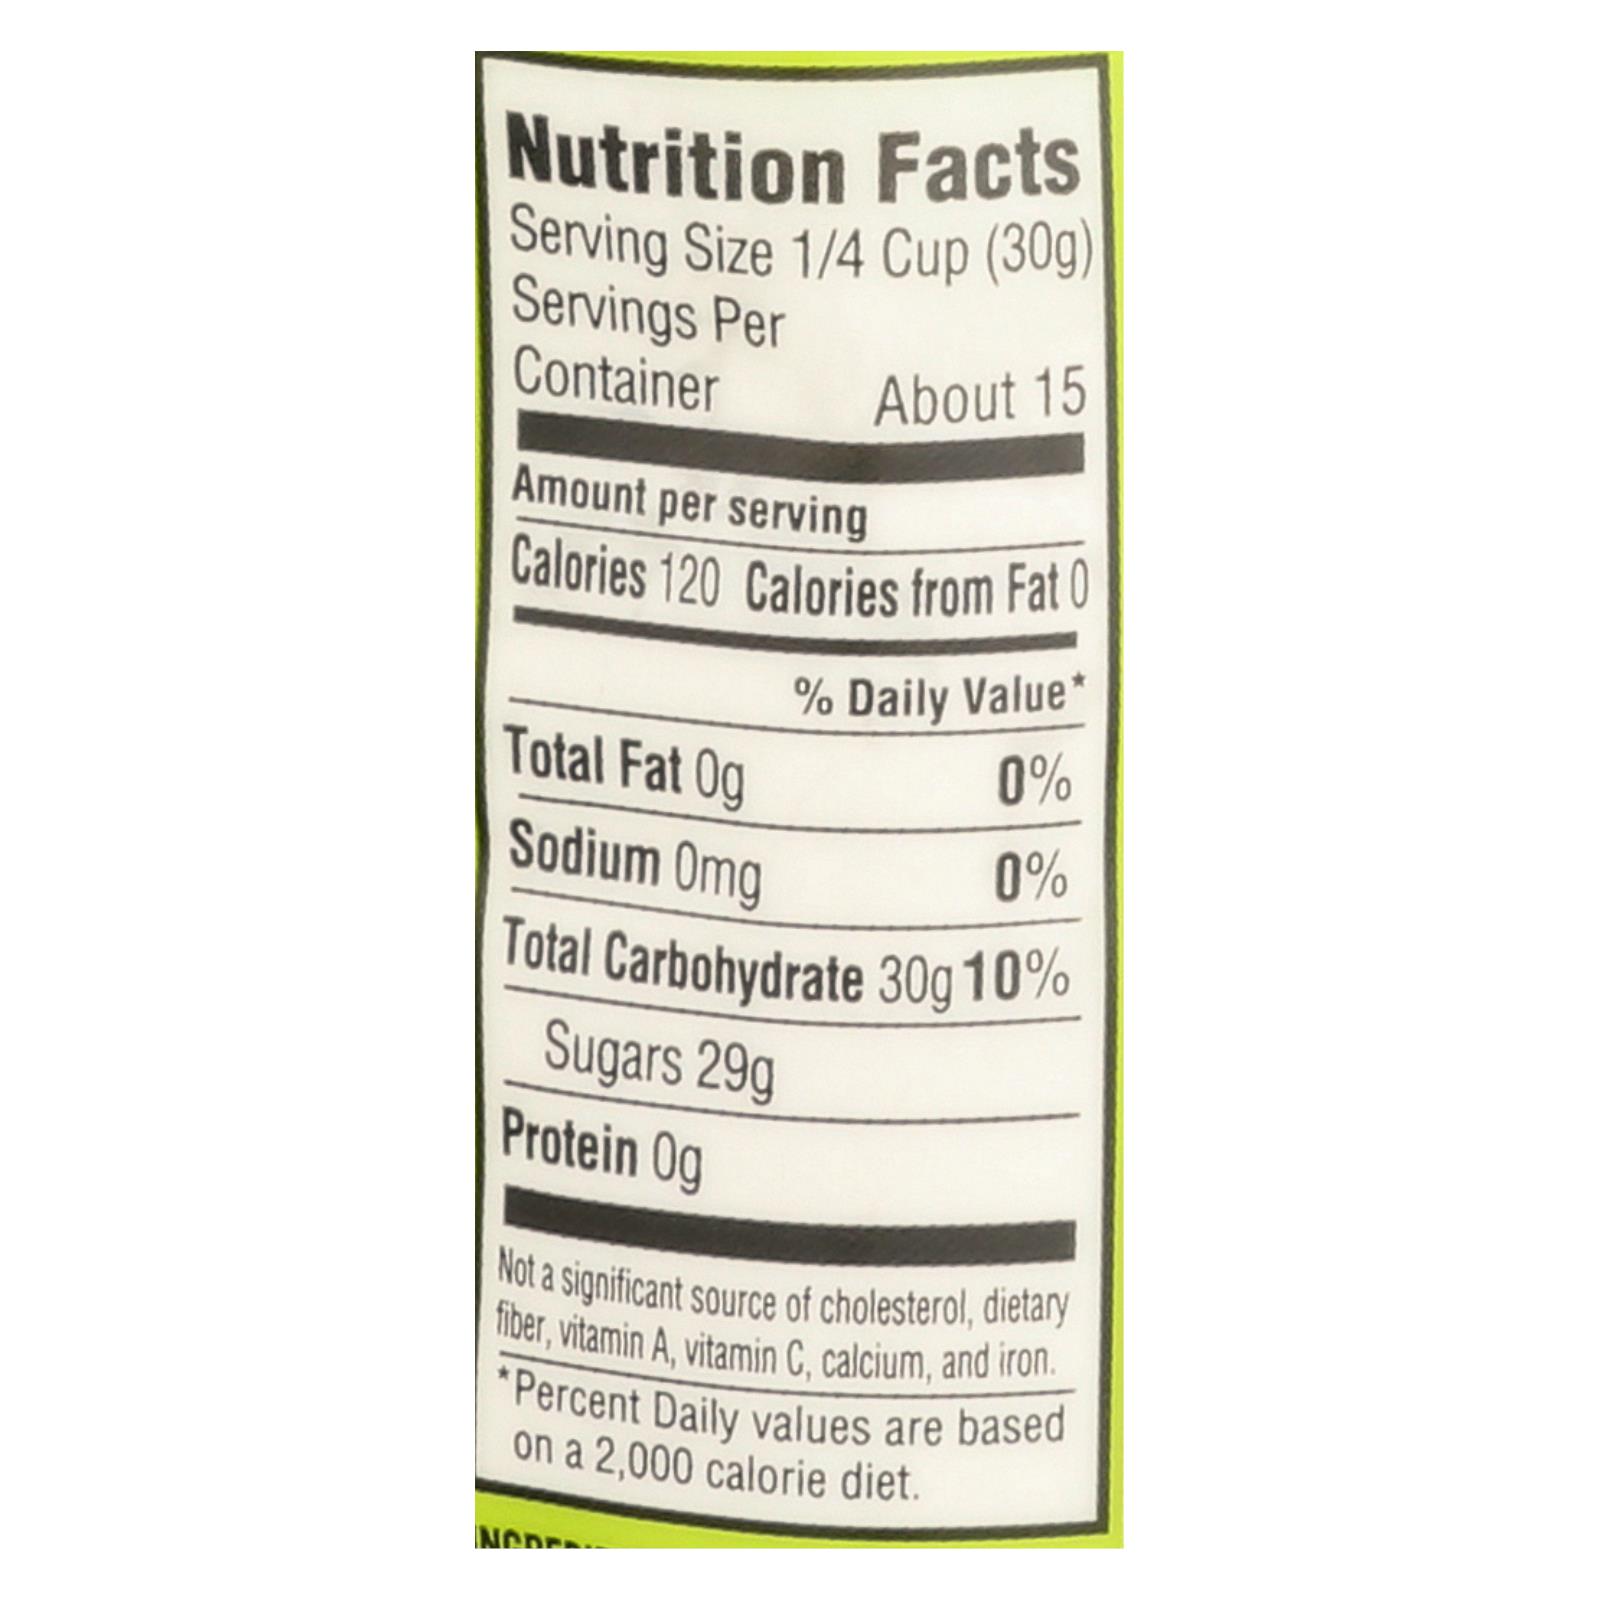 Nutrition Facts
Serving Size 1/4 Cup (30g)
Servings Per
Container About 15
Amount per serving
Calories 120 Calories from Fat 0
% Daily Value*
Total Fat 0g 0%
Sodium 0mg 0%
Total Carbohydrate 30g 10%
Sugars 29g
Protein 0g
Not a significant source of cholesterol, dietary
fiber, vitamin A, vitamin C, calcium, and iron.
*Percent Daily values are based
on a 2,000 calorie diet.